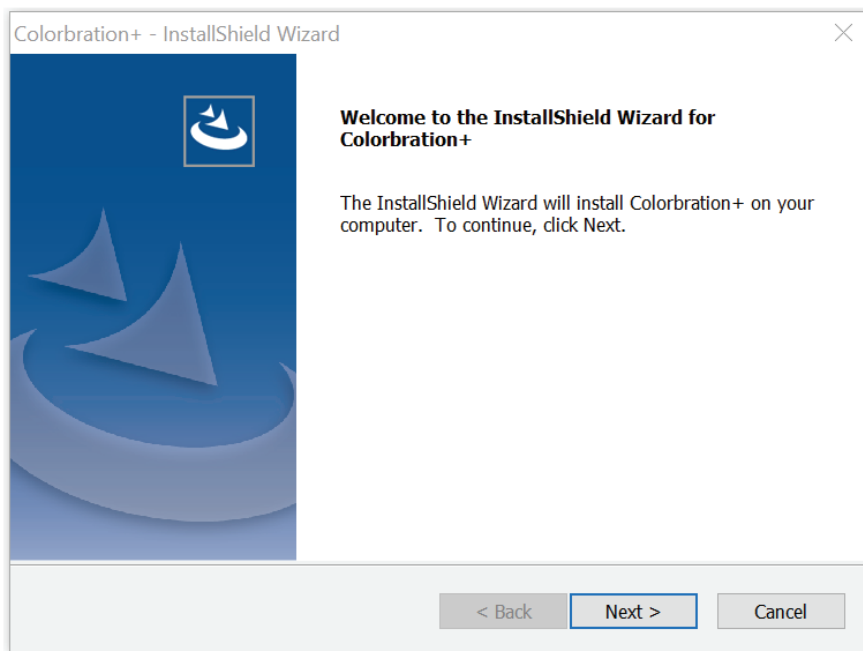 Colorbration+ - InstallShield Wizard
Welcome to the InstallShield Wizard for
Colorbration+
The InstallShield Wizard will install Colorbration+ on your
computer.  To continue, click Next.
< Back
Next >
Cancel